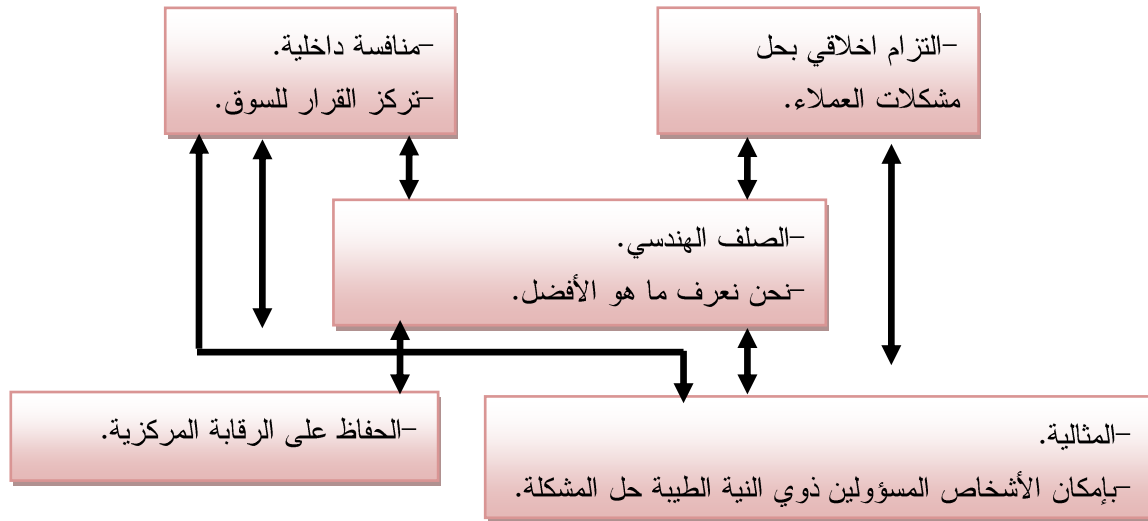 -التزام اخلاقي بحل
مشكلات العملاء.
-منافسة داخلية.
-تركز القرار للسوق.
-الصلف الهندسي.
-نحن نعرف ما هو الأفضل.
-المثالية.
-بإمكان الأشخاص المسؤولين ذوي النية الطيبة حل المشكلة.
-الحفاظ على الرقابة المركزية.